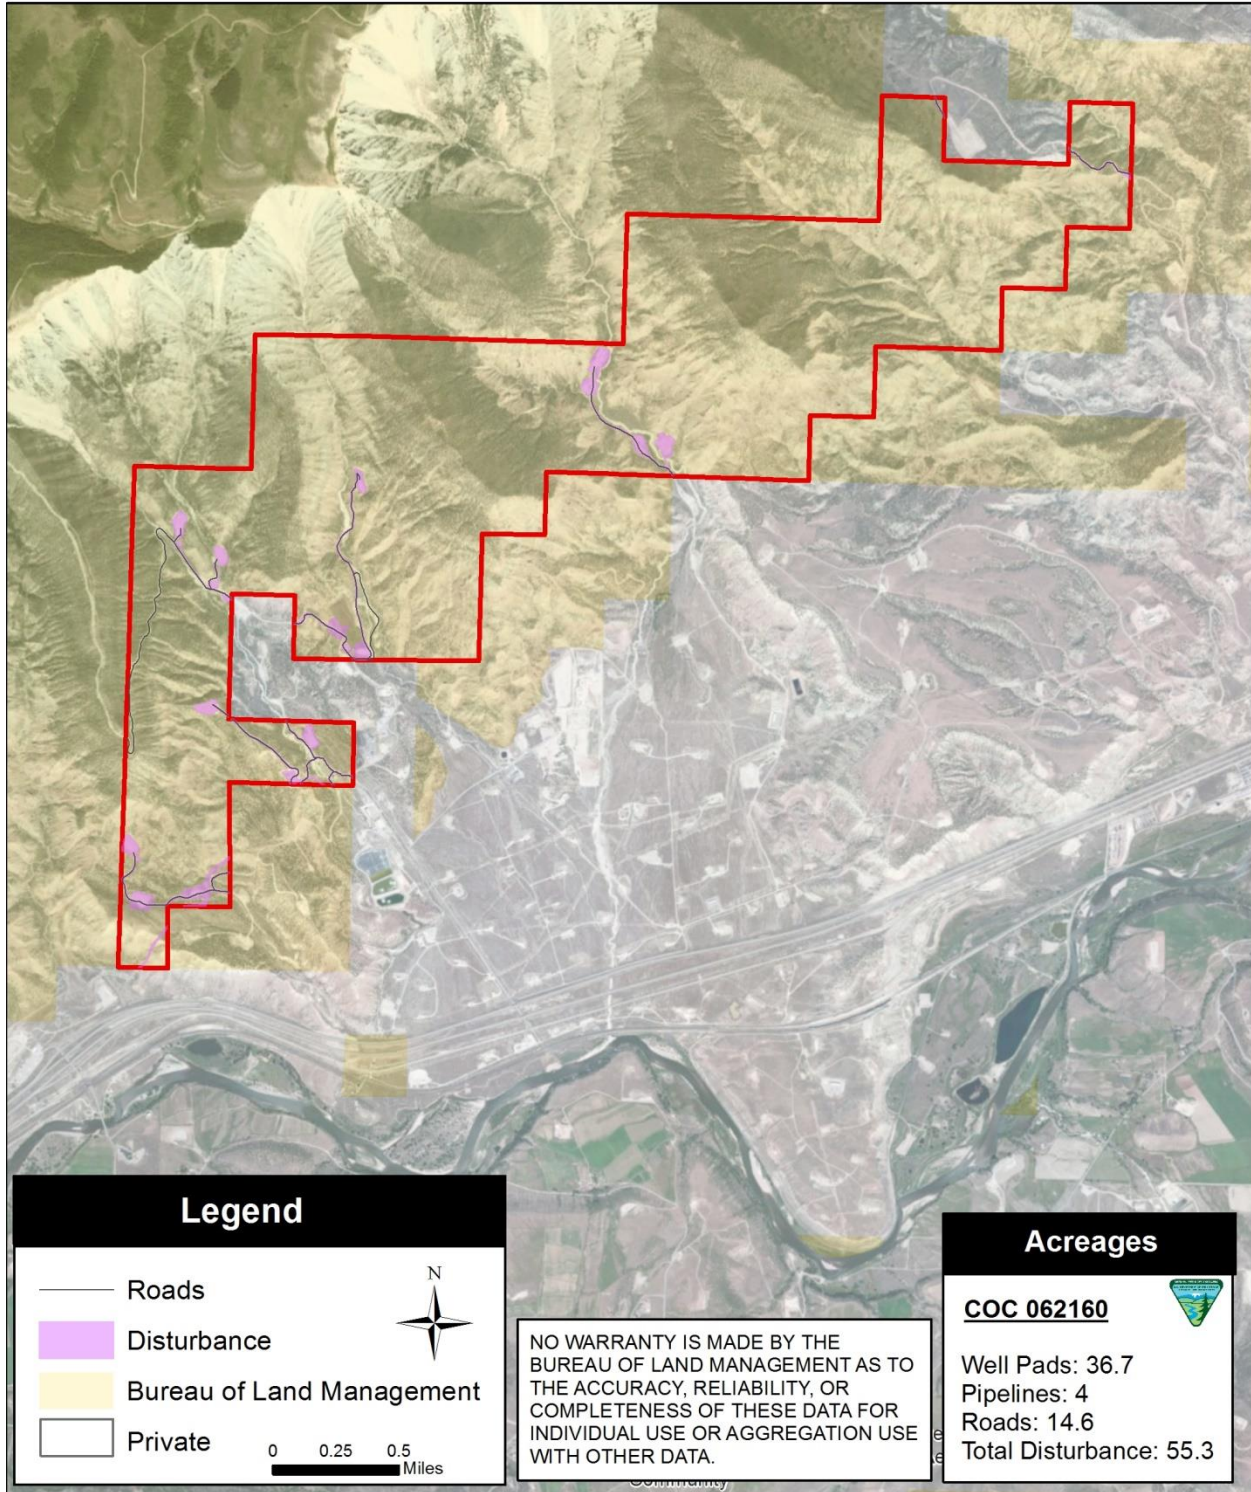 Legend
Roads
Disturbance
Bureau of Land Management
Private
N
0 0.25 0.5
Miles
NO WARRANTY IS MADE BY THE
BUREAU OF LAND MANAGEMENT AS TO
THE ACCURACY, RELIABILITY, OR
COMPLETENESS OF THESE DATA FOR
INDIVIDUAL USE OR AGGREGATION USE
WITH OTHER DATA.
Community
Acreages
COC 062160
Well Pads: 36.7
Pipelines: 4
Roads: 14.6
Total Disturbance: 55.3